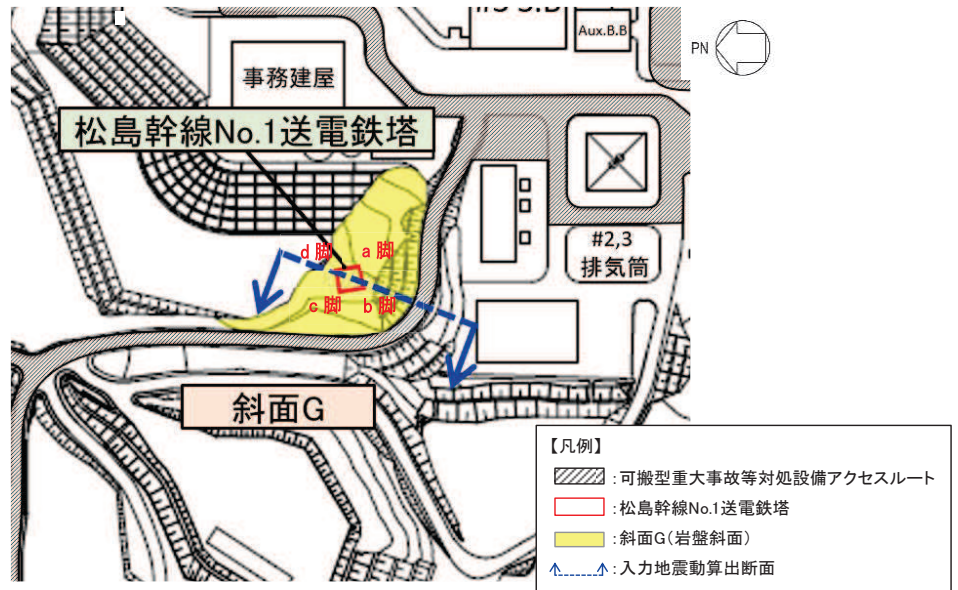 #3 S.B
Aux.B.B
PN
事務建屋
松島幹線No.1送電鉄塔
d 脚
a 脚
c 脚
b 脚
#2,3
排気筒
斜面G
【凡例】
:可搬型重大事故等対処設備アクセスルート
:松島幹線No.1送電鉄塔
:斜面G(岩盤斜面)
:入力地震動算出断面